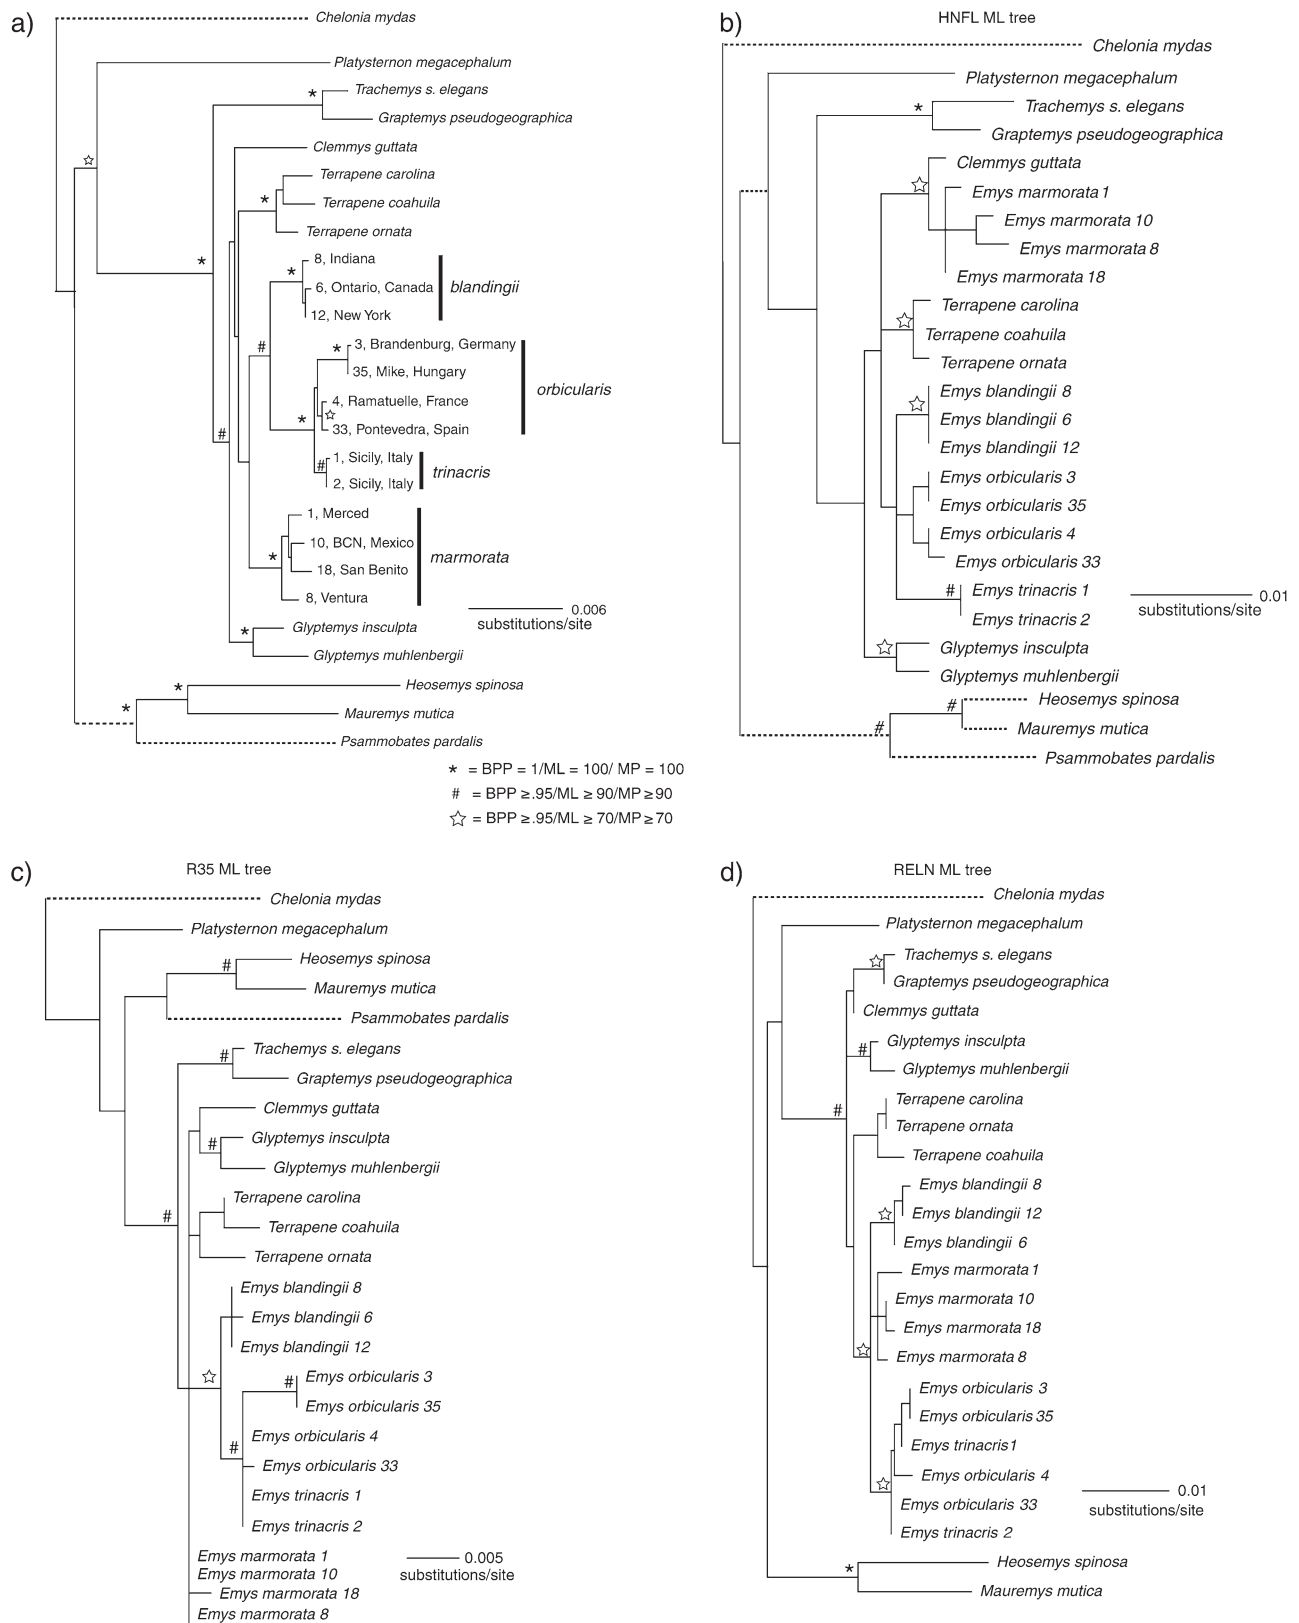 a)
Chelonia mydas
Platysternon megacephalum
*
Trachemys s. elegans
Graptemys pseudogeographica
☆
Clemmys guttata
*
Terrapene carolina
Terrapene coahuila
Terrapene ornata
*
*
8, Indiana
6, Ontario, Canada
12, New York
blandingii
#
*
3, Brandenburg, Germany
35, Mike, Hungary
4, Ramatuelle, France
☆
33, Pontevedra, Spain
orbicularis
*
#
#
1, Sicily, Italy
2, Sicily, Italy
trinacris
1, Merced
10, BCN, Mexico
18, San Benito
8, Ventura
marmorata
*
0.006
substitutions/site
*
Glyptemys insculpta
Glyptemys muhlenbergii
*
*
Heosemys spinosa
Mauremys mutica
Psammobates pardalis
* = BPP = 1/ML = 100/ MP = 100
# = BPP ≥.95/ML ≥ 90/MP ≥ 90
☆ = BPP ≥.95/ML ≥ 70/MP ≥ 70
b)
HNFL ML tree
Chelonia mydas
Platysternon megacephalum
*
Trachemys s. elegans
Graptemys pseudogeographica
☆
Clemmys guttata
Emys marmorata 1
Emys marmorata 10
Emys marmorata 8
Emys marmorata 18
☆
Terrapene carolina
Terrapene coahuila
Terrapene ornata
☆
Emys blandingii 8
Emys blandingii 6
Emys blandingii 12
Emys orbicularis 3
Emys orbicularis 35
Emys orbicularis 4
Emys orbicularis 33
#
Emys trinacris 1
Emys trinacris 2
0.01
substitutions/site
☆
Glyptemys insculpta
Glyptemys muhlenbergii
#
#
Heosemys spinosa
Mauremys mutica
Psammobates pardalis
c)
R35 ML tree
Chelonia mydas
Platysternon megacephalum
#
Heosemys spinosa
Mauremys mutica
Psammobates pardalis
#
Trachemys s. elegans
Graptemys pseudogeographica
Clemmys guttata
#
Glyptemys insculpta
Glyptemys muhlenbergii
#
Terrapene carolina
Terrapene coahuila
Terrapene ornata
Emys blandingii 8
Emys blandingii 6
Emys blandingii 12
☆
#
Emys orbicularis 3
Emys orbicularis 35
Emys orbicularis 4
#
Emys orbicularis 33
Emys trinacris 1
Emys trinacris 2
Emys marmorata 1
Emys marmorata 10
Emys marmorata 18
Emys marmorata 8
0.005
substitutions/site
d)
RELN ML tree
Chelonia mydas
Platysternon megacephalum
☆
Trachemys s. elegans
Graptemys pseudogeographica
Clemmys guttata
#
Glyptemys insculpta
Glyptemys muhlenbergii
#
Terrapene carolina
Terrapene ornata
Terrapene coahuila
☆
Emys blandingii 8
Emys blandingii 12
Emys blandingii 6
Emys marmorata 1
Emys marmorata 10
Emys marmorata 18
☆
Emys marmorata 8
Emys orbicularis 3
Emys orbicularis 35
Emys trinacris 1
Emys orbicularis 4
☆
Emys orbicularis 33
Emys trinacris 2
0.01
substitutions/site
*
Heosemys spinosa
Mauremys mutica